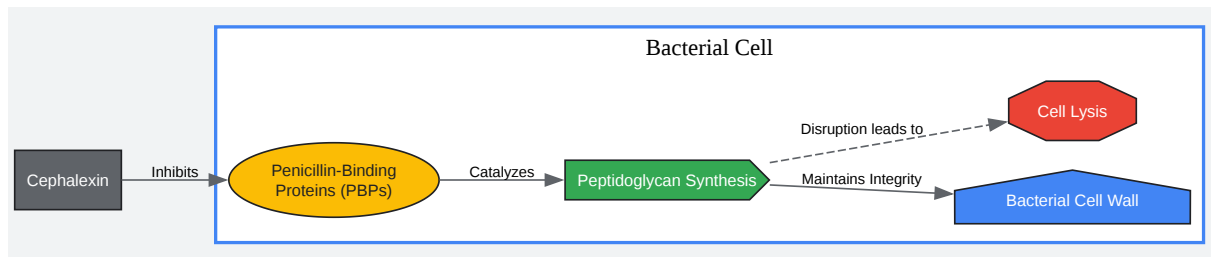 Bacterial Cell
Cephalexin
Inhibits
Penicillin-Binding
Proteins (PBPs)
Catalyzes
Peptidoglycan Synthesis
Disruption leads to
Cell Lysis
Maintains Integrity
Bacterial Cell Wall